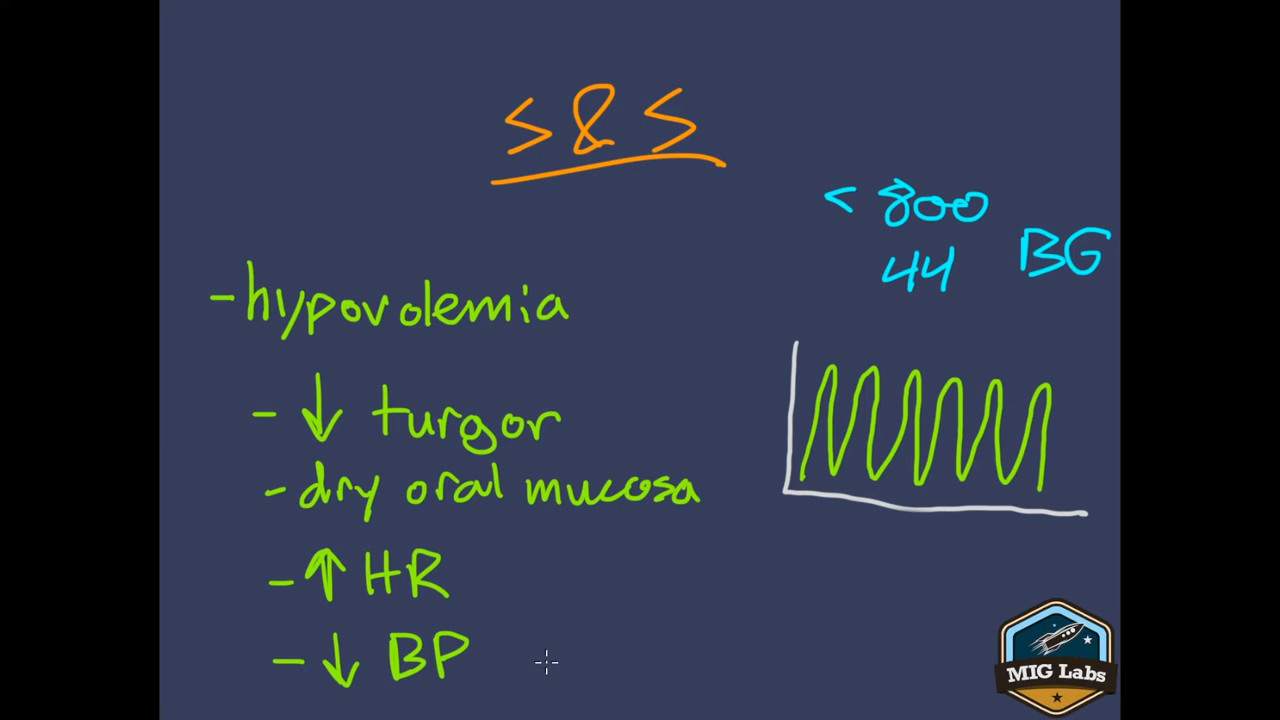 S & S
< 800
44 BG
- hypovolemia
- ↓ turgor
- dry oral mucosa
- ↑ HR
- ↓ BP
MIG Labs